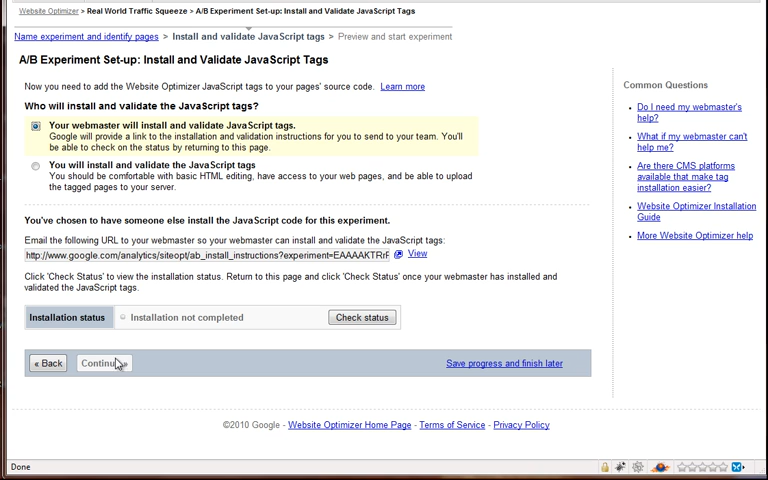 Website Optimizer > Real World Traffic Squeeze > A/B Experiment Set-up: Install and Validate JavaScript Tags
Name experiment and identify pages > Install and validate JavaScript tags > Preview and start experiment
A/B Experiment Set-up: Install and Validate JavaScript Tags
Now you need to add the Website Optimizer JavaScript tags to your pages' source code. Learn more
Who will install and validate the JavaScript tags?
Your webmaster will install and validate JavaScript tags.
Google will provide a link to the installation and validation instructions for you to send to your team. You'll
be able to check on the status by returning to this page.
You will install and validate the JavaScript tags
You should be comfortable with basic HTML editing, have access to your web pages, and be able to upload
the tagged pages to your server.
You've chosen to have someone else install the JavaScript code for this experiment.
Email the following URL to your webmaster so your webmaster can install and validate the JavaScript tags:
http://www.google.com/analytics/siteopt/ab_install_instructions?experiment=EAAAAKTRrF View
Click 'Check Status' to view the installation status. Return to this page and click 'Check Status' once your webmaster has installed and
validated the JavaScript tags.
Installation status Installation not completed Check status
« Back Continue » Save progress and finish later
Common Questions
Do I need my webmaster's
help?
What if my webmaster can't
help me?
Are there CMS platforms
available that make tag
installation easier?
Website Optimizer Installation
Guide
More Website Optimizer help
©2010 Google - Website Optimizer Home Page - Terms of Service - Privacy Policy
Done